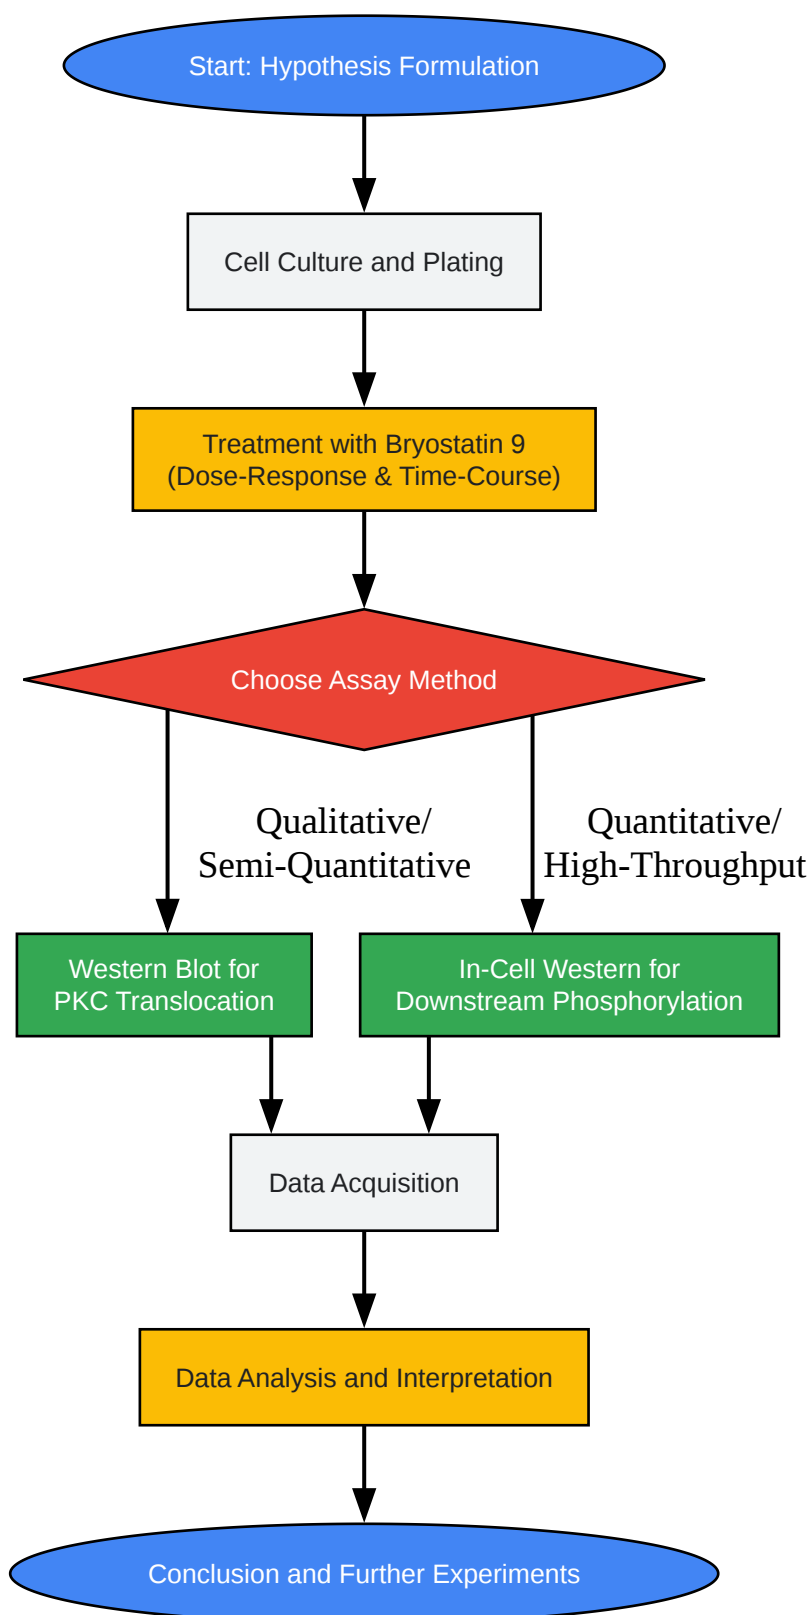 Start: Hypothesis Formulation
Cell Culture and Plating
Treatment with Bryostatin 9
(Dose-Response & Time-Course)
Choose Assay Method
Qualitative/
Semi-Quantitative
Quantitative/
High-Throughput
Western Blot for
PKC Translocation
In-Cell Western for
Downstream Phosphorylation
Data Acquisition
Data Analysis and Interpretation
Conclusion and Further Experiments